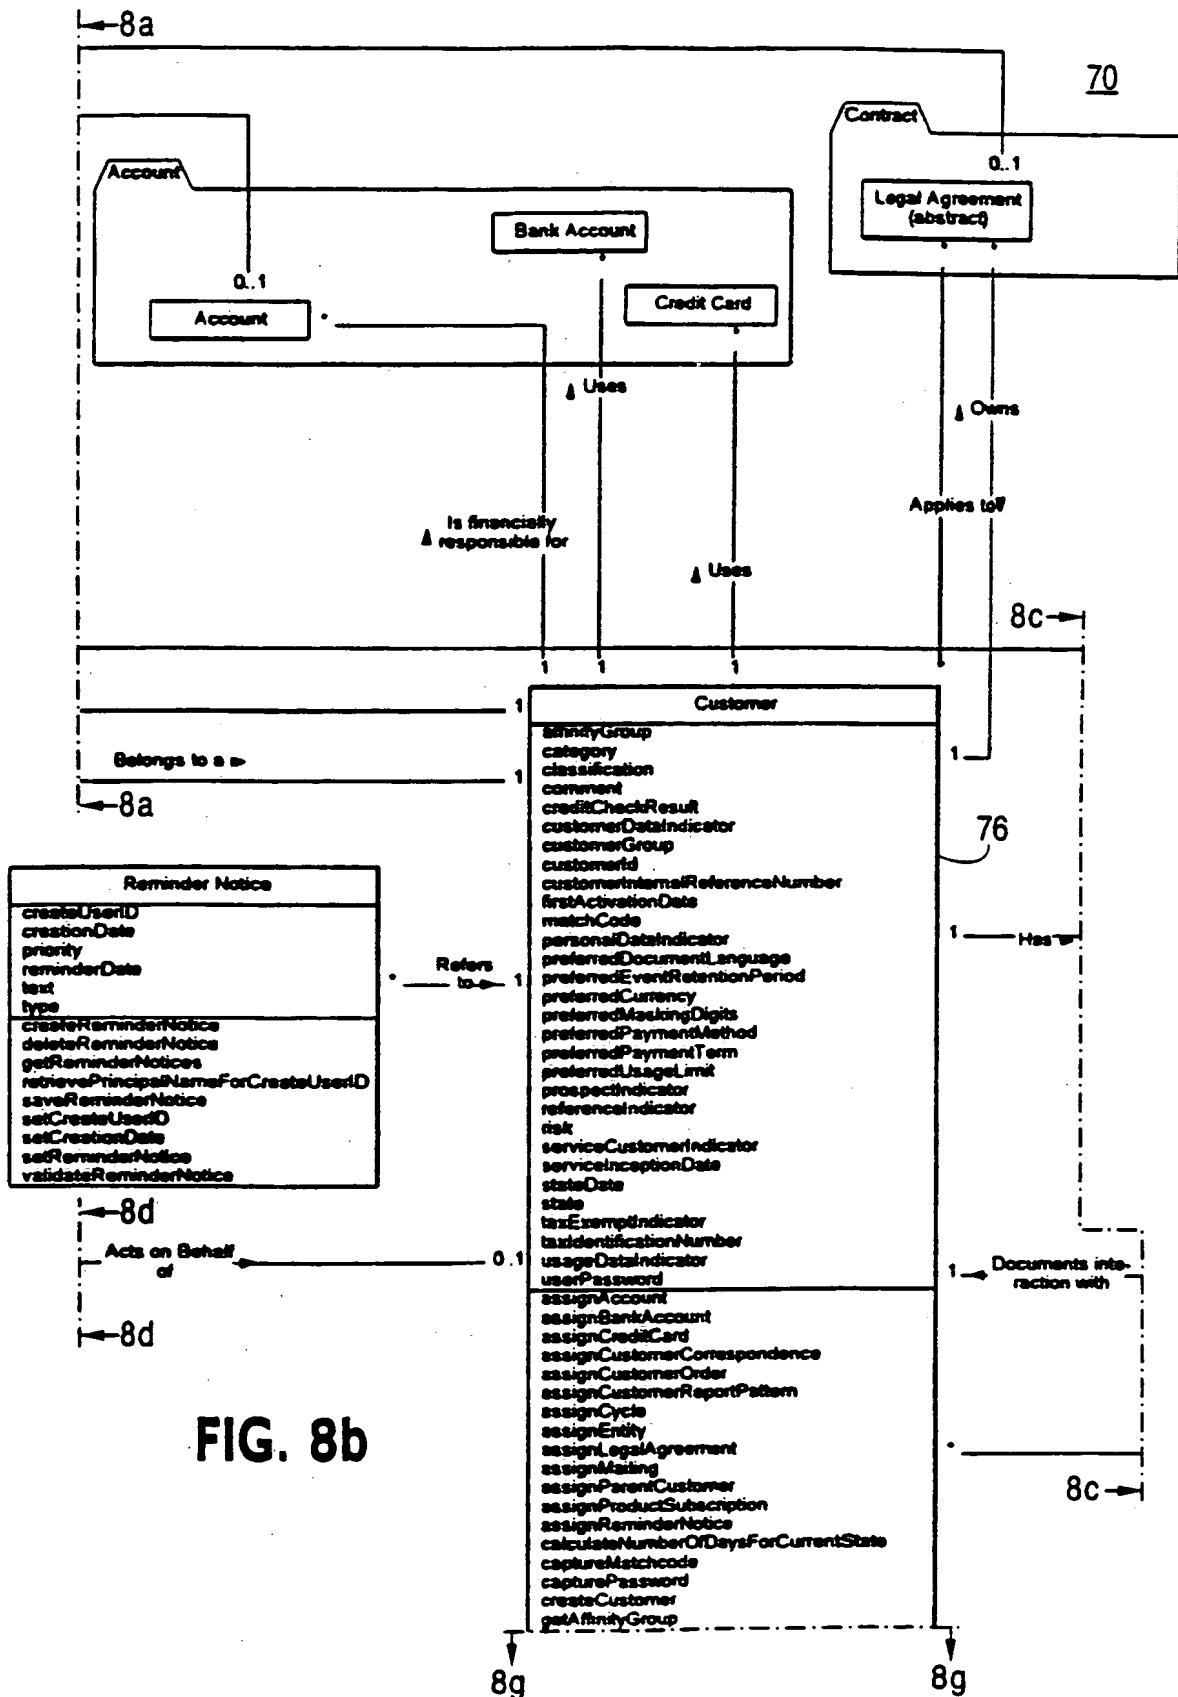 8a
70
Contract
0..1
Legal Agreement
(abstract)
*
*
Account
Bank Account
*
0..1
Account
*
Credit Card
*
Uses
Owns
Applies to
Is financially
responsible for
Uses
8c
1
1
1
*
1
Customer
affinityGroup
category
classification
comment
creditCheckResult
customerDataIndicator
customerGroup
customerId
customerInternalReferenceNumber
firstActivationDate
matchCode
personalDataIndicator
preferredDocumentLanguage
preferredEventRetentionPeriod
preferredCurrency
preferredMaskingDigits
preferredPaymentMethod
preferredPaymentTerm
preferredUsageLimit
prospectIndicator
referenceIndicator
risk
serviceCustomerIndicator
serviceInceptionDate
stateDate
state
taxExemptIndicator
taxIdentificationNumber
usageDataIndicator
userPassword
assignAccount
assignBankAccount
assignCreditCard
assignCustomerCorrespondence
assignCustomerOrder
assignCustomerReportPattern
assignCycle
assignEntity
assignLegalAgreement
assignMailing
assignParentCustomer
assignProductSubscription
assignReminderNotice
calculateNumberOfDaysForCurrentState
captureMatchcode
capturePassword
createCustomer
getAffinityGroup
Belongs to a
1
1
8a
76
Reminder Notice
createUserID
creationDate
priority
reminderDate
text
type
createReminderNotice
deleteReminderNotice
getReminderNotices
retrievePrincipalNameForCreateUserID
saveReminderNotice
setCreateUserID
setCreationDate
setReminderNotice
validateReminderNotice
*
Refers
to
1
1
Has
8d
Acts on Behalf
of
0..1
1
Documents inte-
raction with
8d
*
8c
FIG. 8b
8g
8g